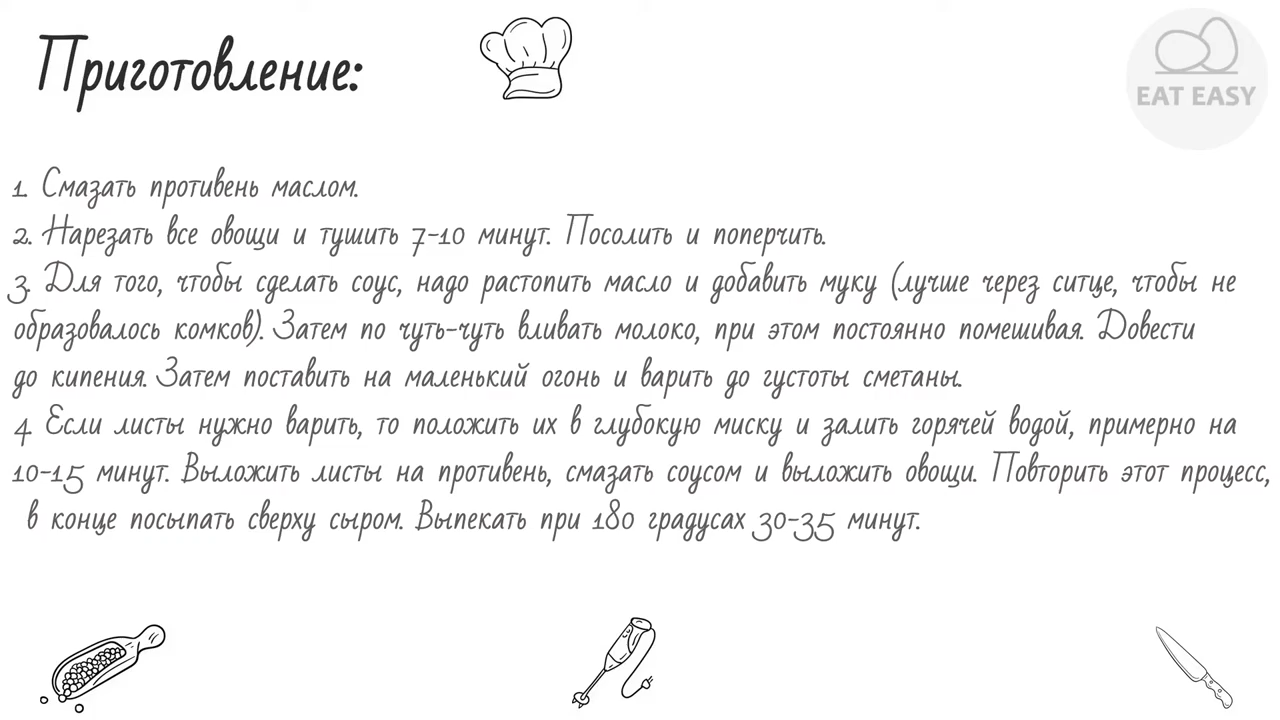 Приготовление:
EAT EASY
1. Смазать противень маслом.
2. Нарезать все овощи и тушить 7-10 минут. Посолить и поперчить.
3. Для того, чтобы сделать соус, надо растопить масло и добавить муку (лучше через ситце, чтобы не
образовалось комков). Затем по чуть-чуть вливать молоко, при этом постоянно помешивая. Довести
до кипения. Затем поставить на маленький огонь и варить до густоты сметаны.
4. Если листы нужно варить, то положить их в глубокую миску и залить горячей водой, примерно на
10-15 минут. Выложить листы на противень, смазать соусом и выложить овощи. Повторить этот процесс,
в конце посыпать сверху сыром. Выпекать при 180 градусах 30-35 минут.